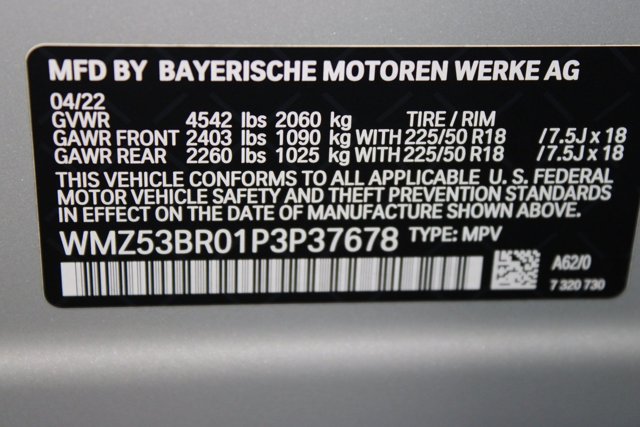 MFD BY BAYERISCHE MOTOREN WERKE AG
04/22
GVWR 4542 lbs 2060 kg TIRE / RIM
GAWR FRONT 2403 lbs 1090 kg WITH 225/50 R18 /7.5J x 18
GAWR REAR 2260 lbs 1025 kg WITH 225/50 R18 /7.5J x 18
THIS VEHICLE CONFORMS TO ALL APPLICABLE U. S. FEDERAL
MOTOR VEHICLE SAFETY AND THEFT PREVENTION STANDARDS
IN EFFECT ON THE DATE OF MANUFACTURE SHOWN ABOVE.
WMZ53BR01P3P37678 TYPE: MPV
A62/0
7 320 730